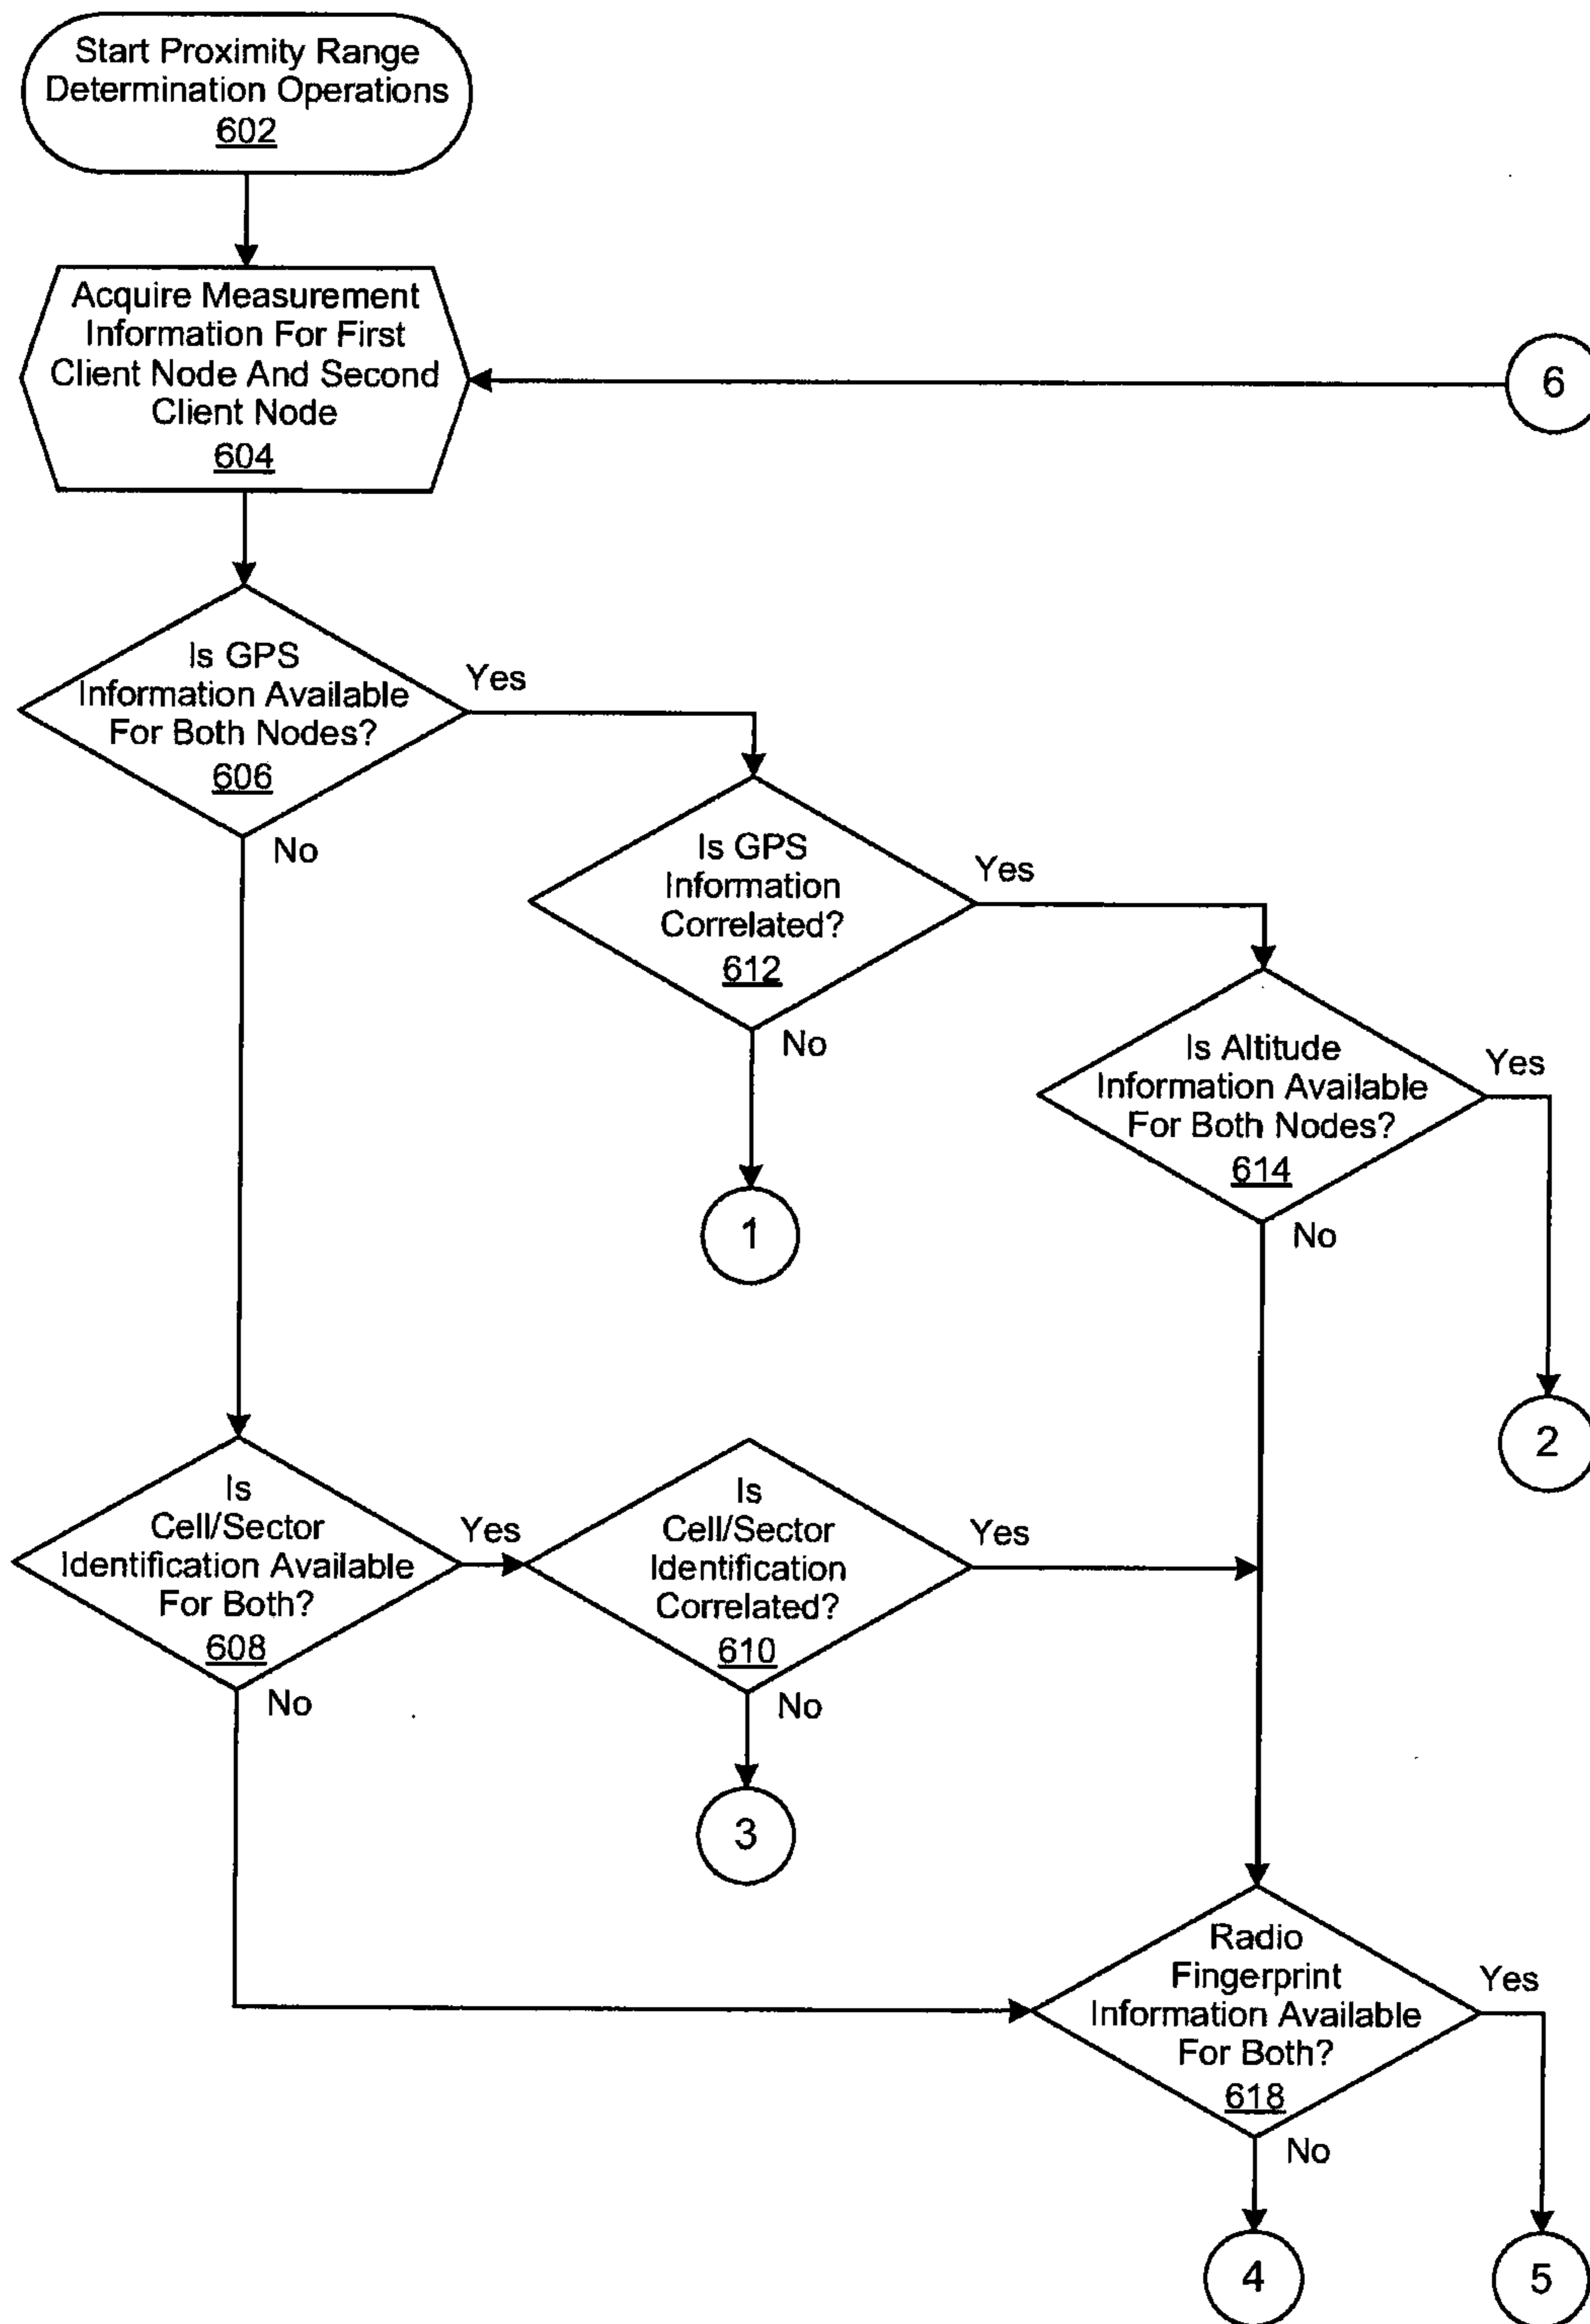 Start Proximity Range
Determination Operations
602
Acquire Measurement
Information For First
Client Node And Second
Client Node
604
6
Is GPS
Information Available
For Both Nodes?
606
Yes
No
Is GPS
Information
Correlated?
612
Yes
No
1
Is Altitude
Information Available
For Both Nodes?
614
Yes
No
2
Is
Cell/Sector
Identification Available
For Both?
608
Yes
No
Is
Cell/Sector
Identification
Correlated?
610
Yes
No
3
Radio
Fingerprint
Information Available
For Both?
618
Yes
No
4
5